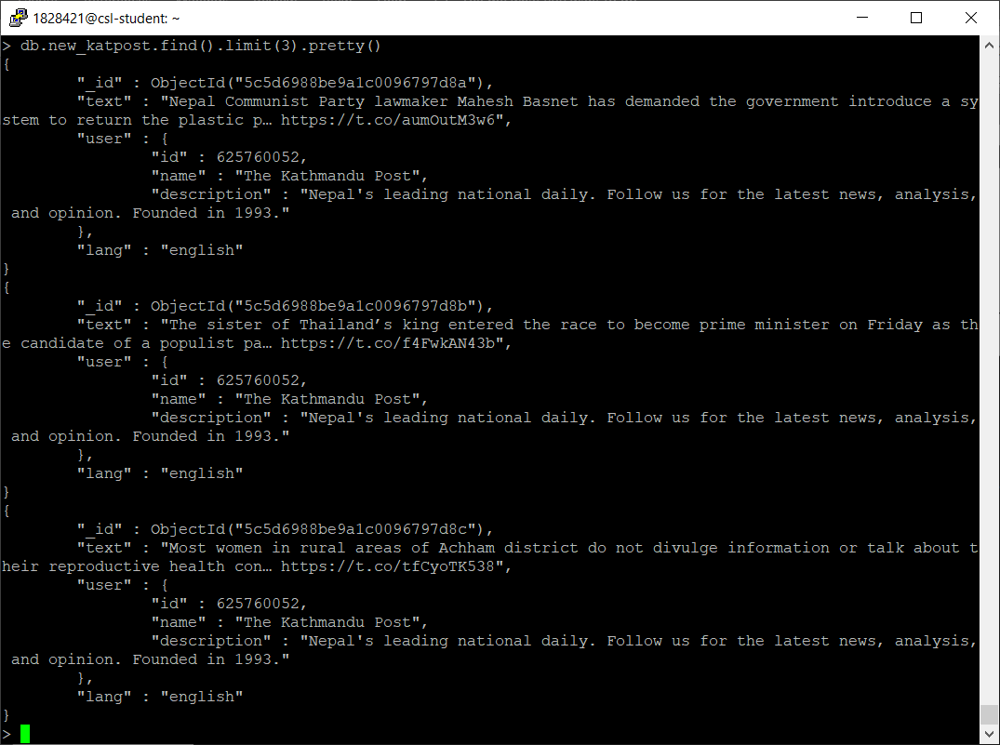 1828421@csl-student: ~
> db.new_katpost.find().limit(3).pretty()
{
        "_id" : ObjectId("5c5d6988be9a1c0096797d8a"),
        "text" : "Nepal Communist Party lawmaker Mahesh Basnet has demanded the government introduce a sy
stem to return the plastic p… https://t.co/aumOutM3w6",
        "user" : {
                "id" : 625760052,
                "name" : "The Kathmandu Post",
                "description" : "Nepal's leading national daily. Follow us for the latest news, analysis,
 and opinion. Founded in 1993."
        },
        "lang" : "english"
}
{
        "_id" : ObjectId("5c5d6988be9a1c0096797d8b"),
        "text" : "The sister of Thailand’s king entered the race to become prime minister on Friday as th
e candidate of a populist pa… https://t.co/f4FwkAN43b",
        "user" : {
                "id" : 625760052,
                "name" : "The Kathmandu Post",
                "description" : "Nepal's leading national daily. Follow us for the latest news, analysis,
 and opinion. Founded in 1993."
        },
        "lang" : "english"
}
{
        "_id" : ObjectId("5c5d6988be9a1c0096797d8c"),
        "text" : "Most women in rural areas of Achham district do not divulge information or talk about t
heir reproductive health con… https://t.co/tfCyoTK538",
        "user" : {
                "id" : 625760052,
                "name" : "The Kathmandu Post",
                "description" : "Nepal's leading national daily. Follow us for the latest news, analysis,
 and opinion. Founded in 1993."
        },
        "lang" : "english"
}
>